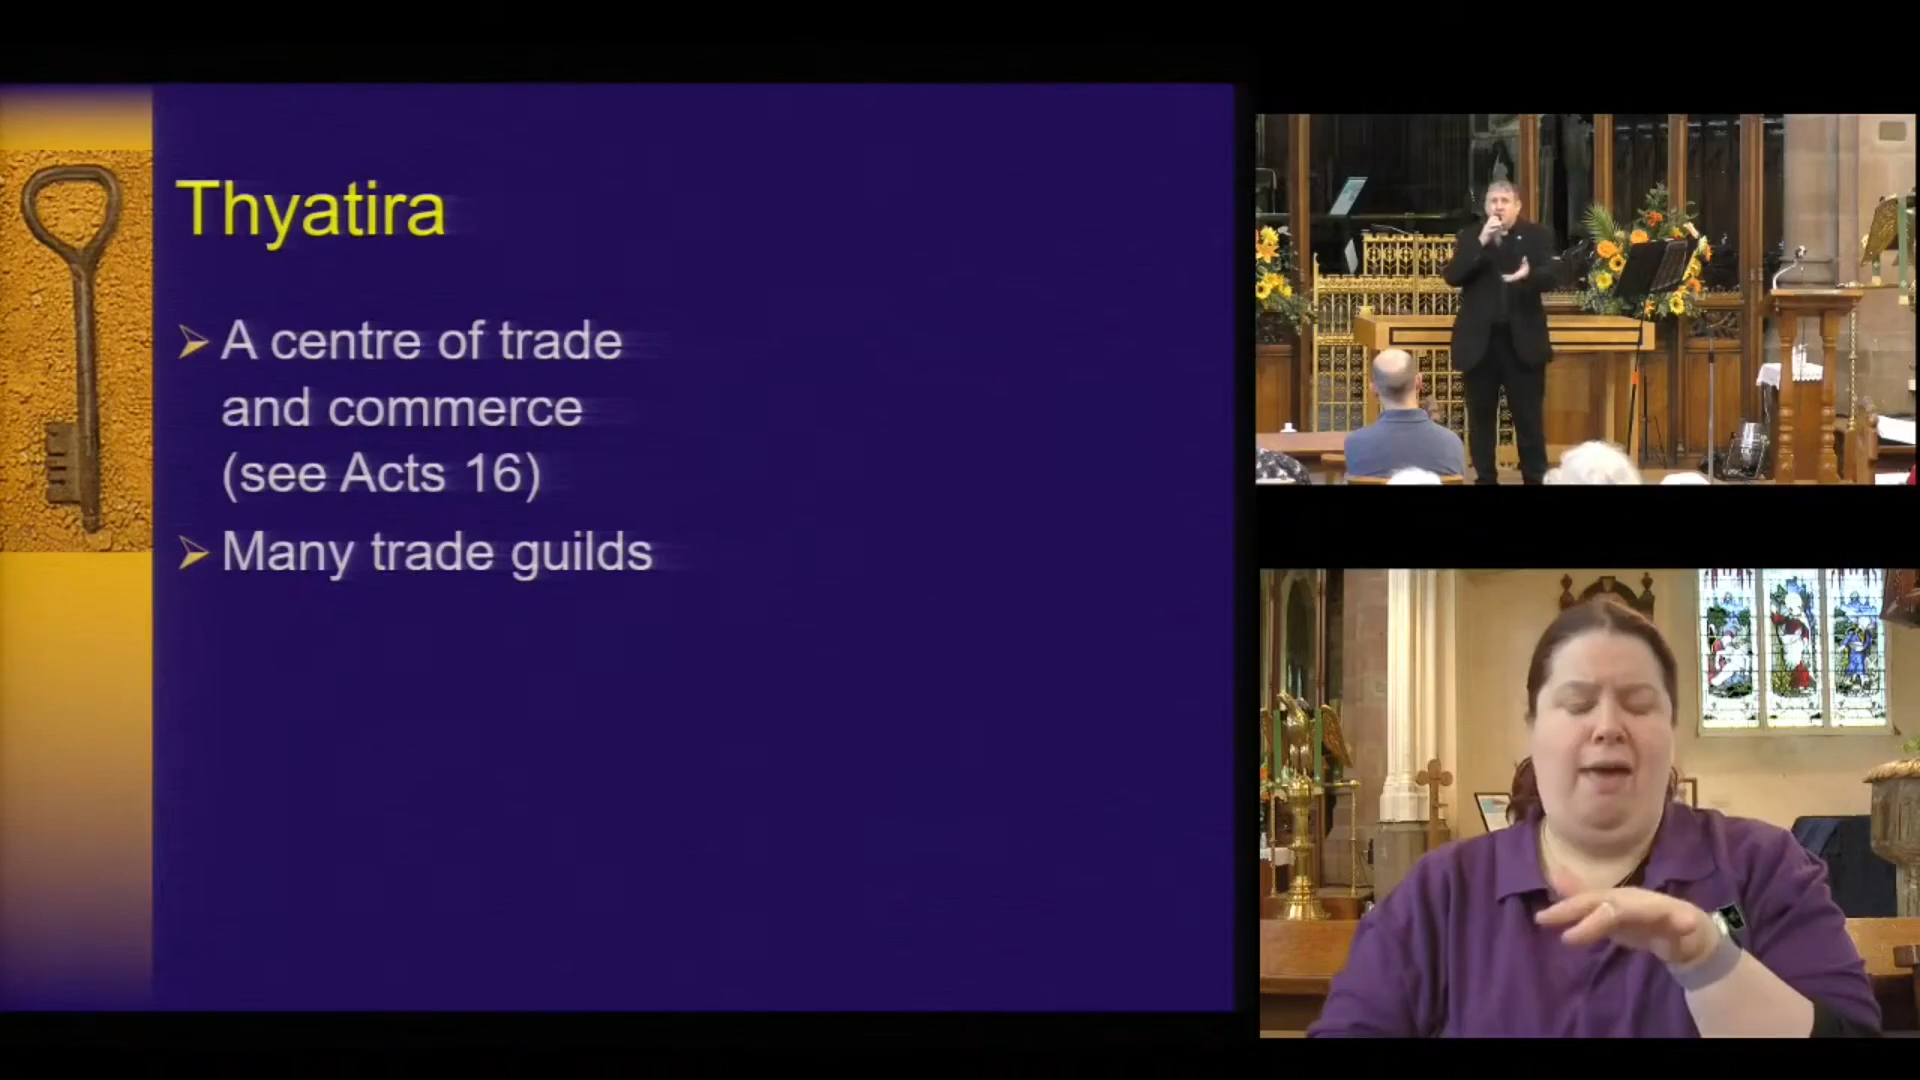 Thyatira
A centre of trade
and commerce
(see Acts 16)
Many trade guilds